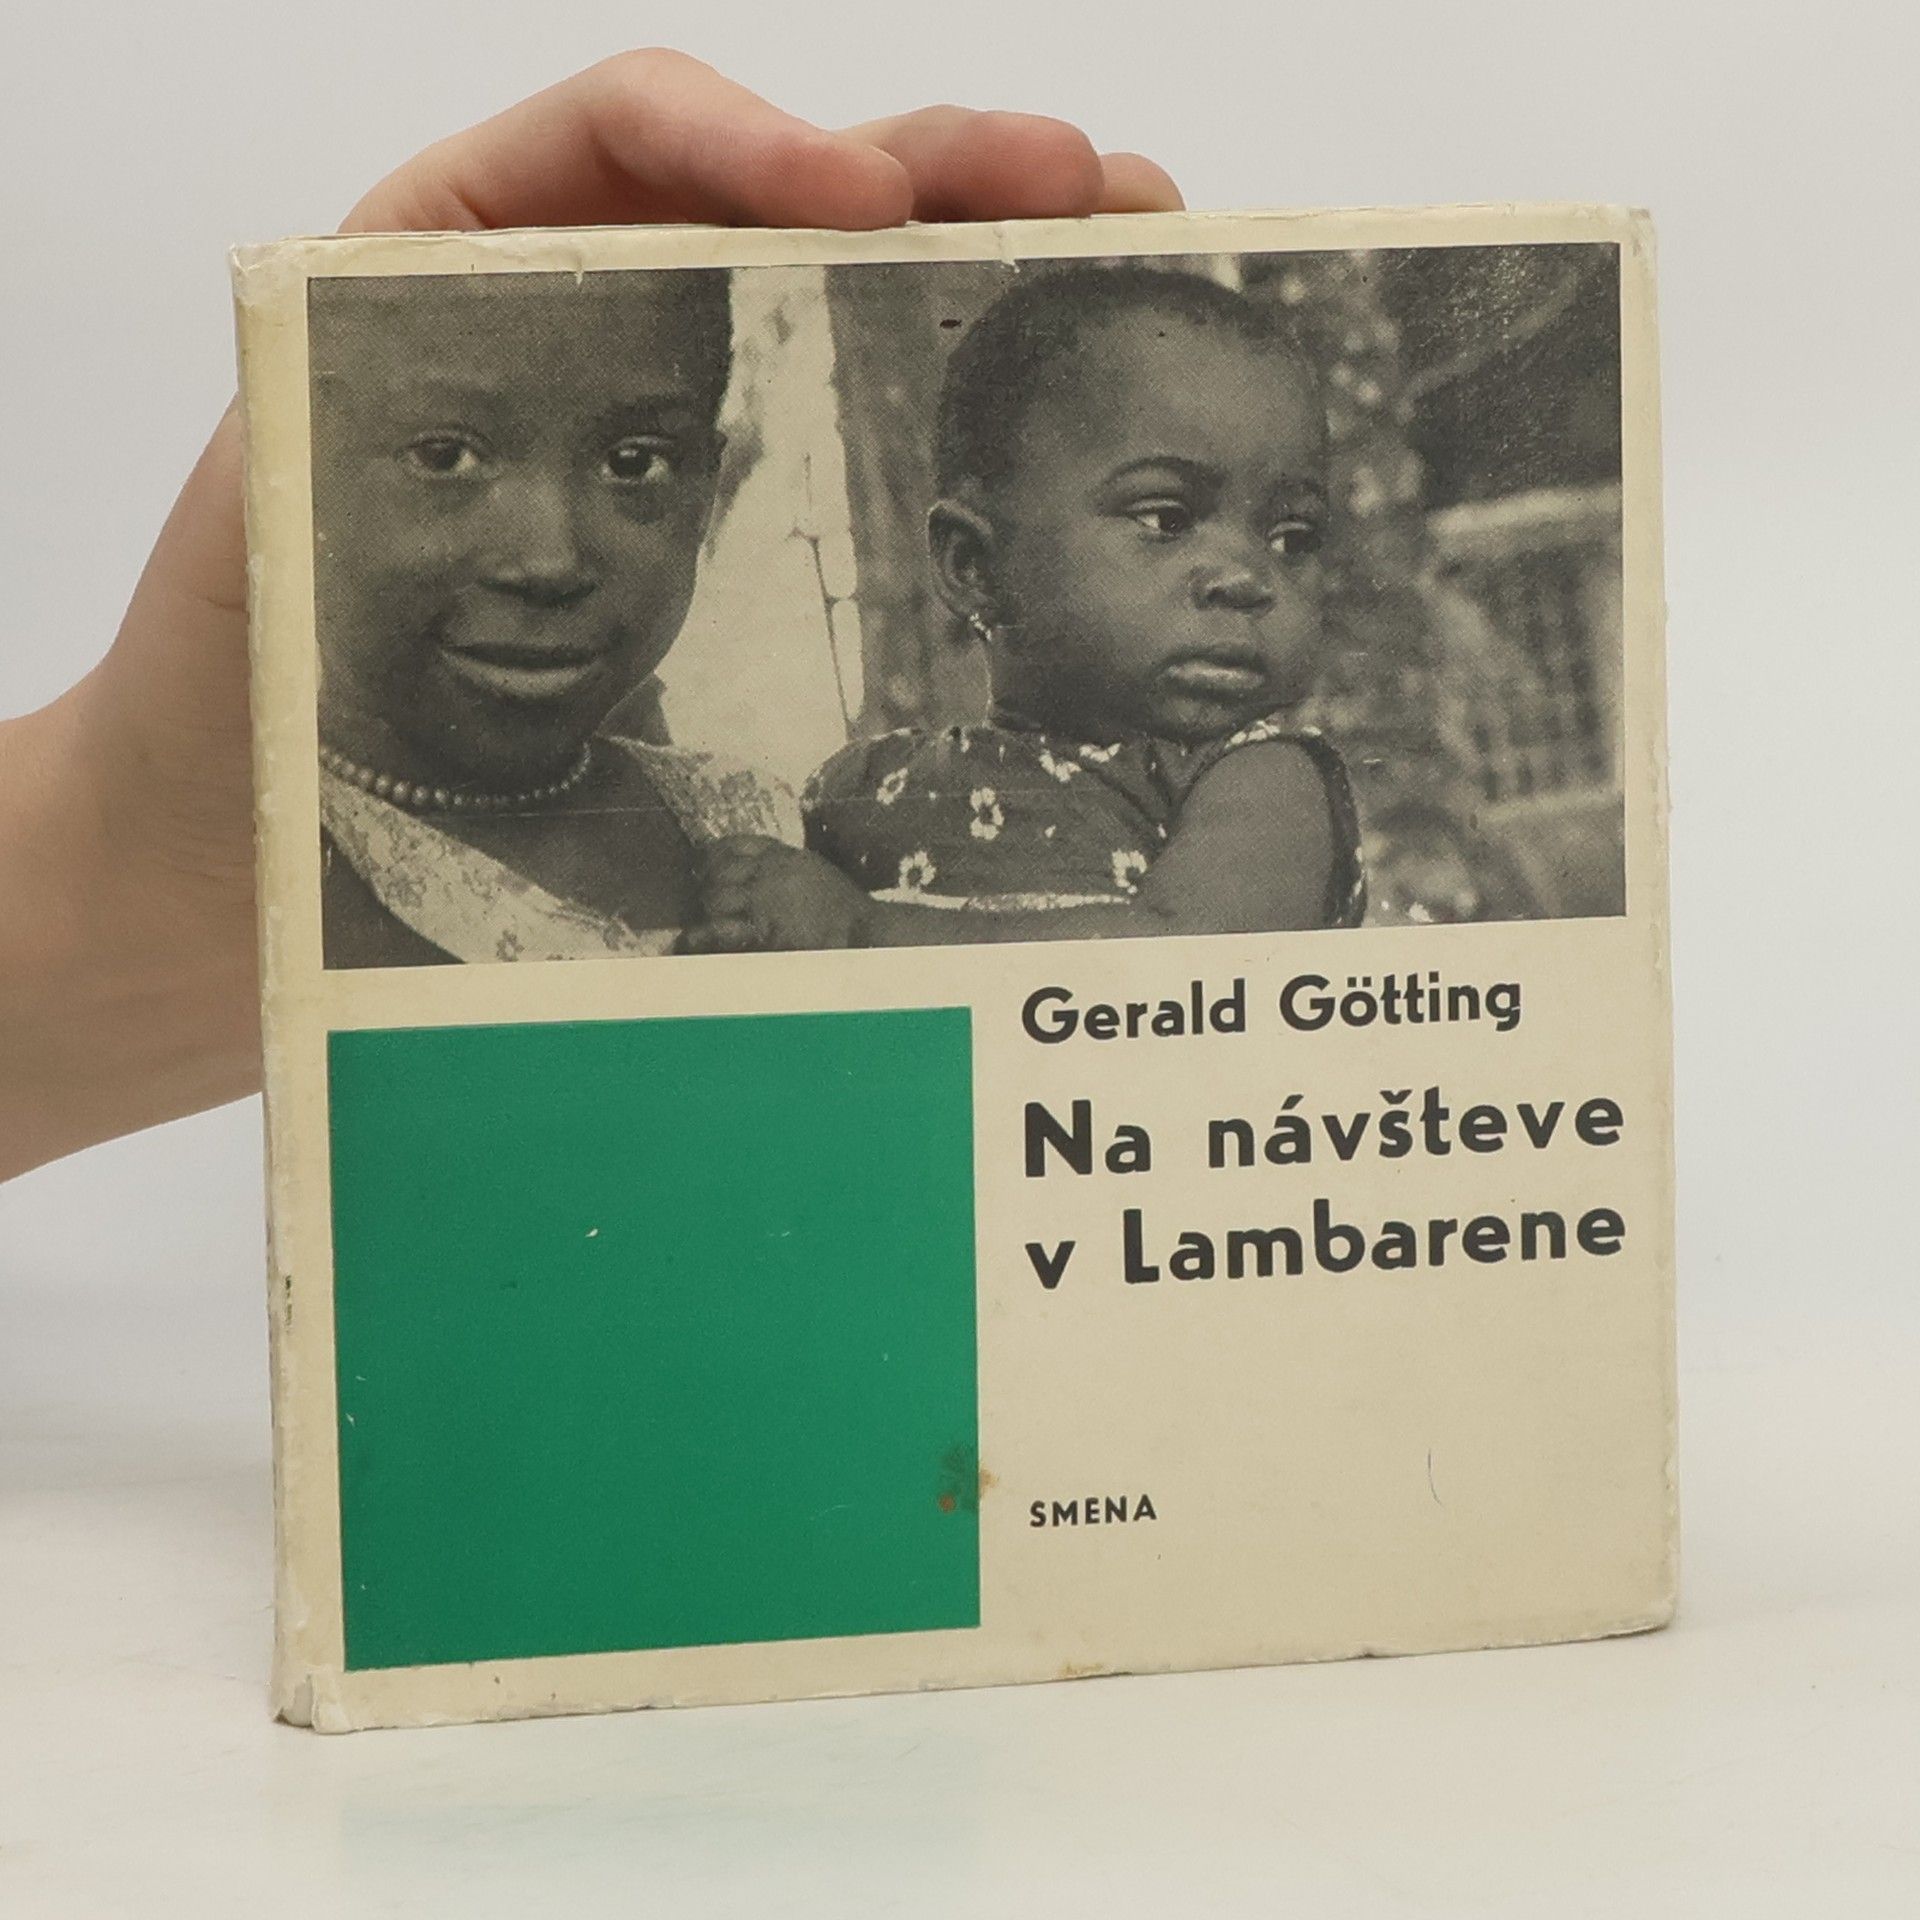 Gerald Götting
Na návšteve
v Lambarene
SMENA